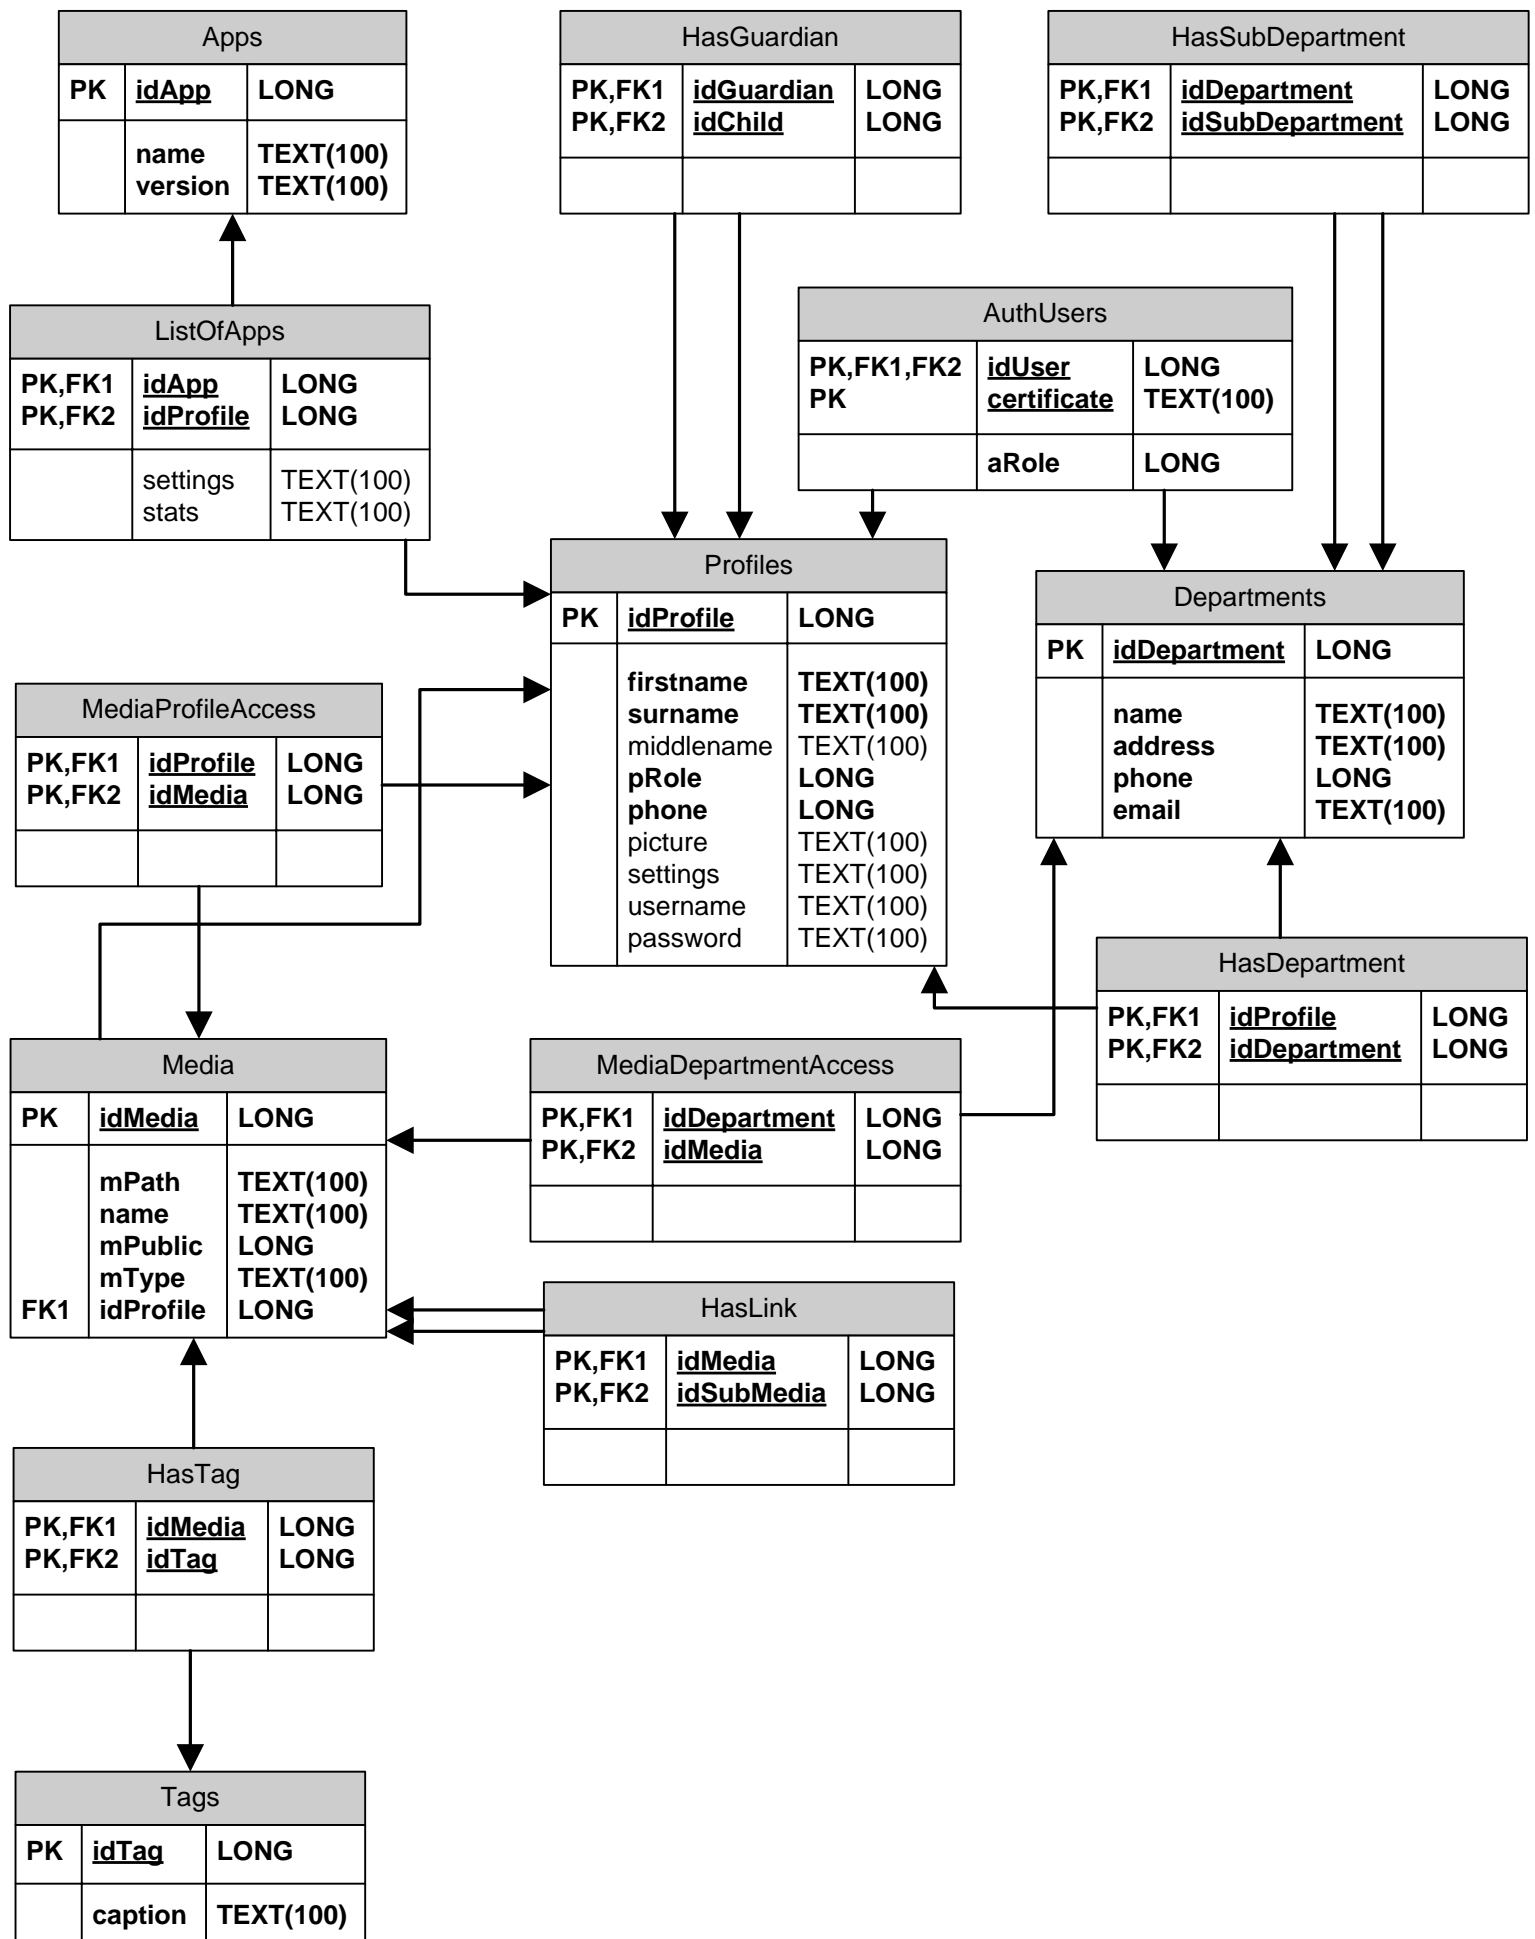 Apps
PK idApp LONG
name TEXT(100)
version TEXT(100)
HasGuardian
PK,FK1 idGuardian LONG
PK,FK2 idChild LONG
HasSubDepartment
PK,FK1 idDepartment LONG
PK,FK2 idSubDepartment LONG
ListOfApps
PK,FK1 idApp LONG
PK,FK2 idProfile LONG
settings TEXT(100)
stats TEXT(100)
AuthUsers
PK,FK1,FK2 idUser LONG
PK certificate TEXT(100)
aRole LONG
Profiles
PK idProfile LONG
firstname TEXT(100)
surname TEXT(100)
middlename TEXT(100)
pRole LONG
phone LONG
picture TEXT(100)
settings TEXT(100)
username TEXT(100)
password TEXT(100)
Departments
PK idDepartment LONG
name TEXT(100)
address TEXT(100)
phone LONG
email TEXT(100)
MediaProfileAccess
PK,FK1 idProfile LONG
PK,FK2 idMedia LONG
HasDepartment
PK,FK1 idProfile LONG
PK,FK2 idDepartment LONG
Media
PK idMedia LONG
mPath TEXT(100)
name TEXT(100)
mPublic LONG
mType TEXT(100)
FK1 idProfile LONG
MediaDepartmentAccess
PK,FK1 idDepartment LONG
PK,FK2 idMedia LONG
HasLink
PK,FK1 idMedia LONG
PK,FK2 idSubMedia LONG
HasTag
PK,FK1 idMedia LONG
PK,FK2 idTag LONG
Tags
PK idTag LONG
caption TEXT(100)